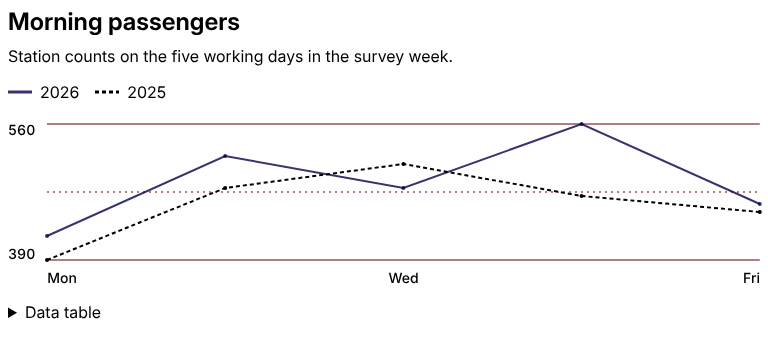 Morning passengers
Station counts on the five working days in the survey week.
2026 2025
560
390
Mon Wed Fri
Data table